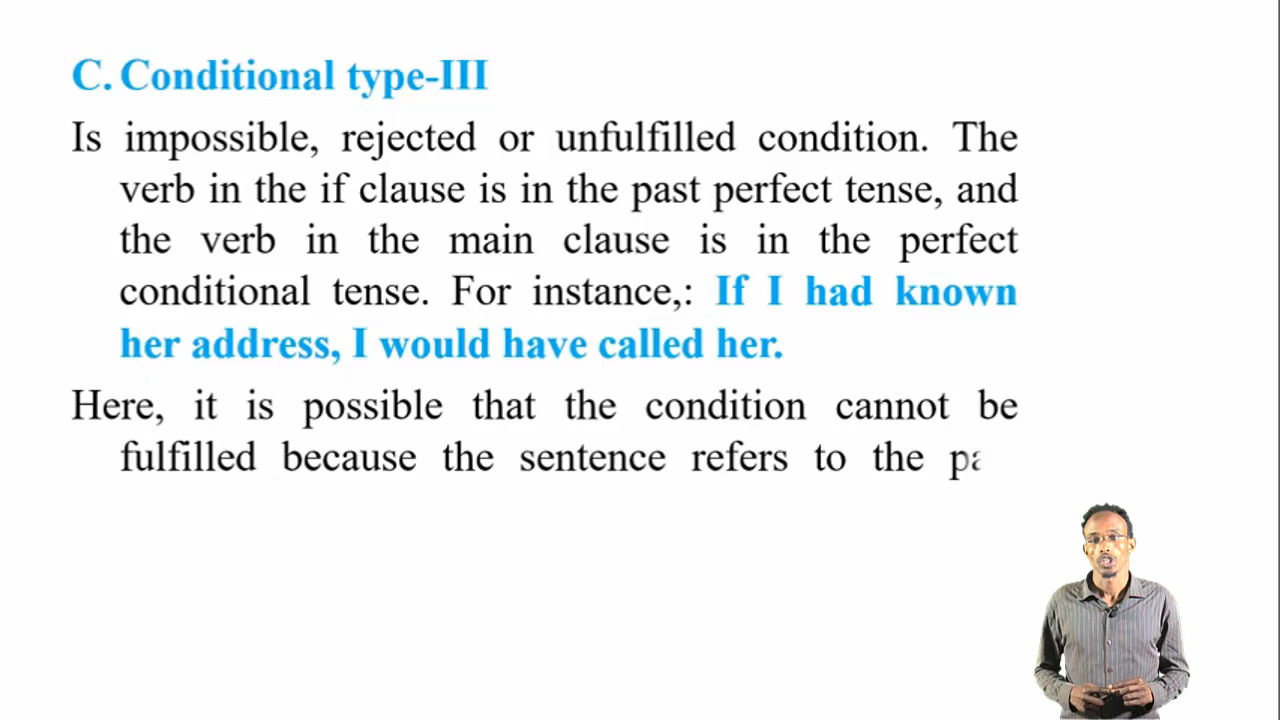 C. Conditional type-III
Is impossible, rejected or unfulfilled condition. The
verb in the if clause is in the past perfect tense, and
the verb in the main clause is in the perfect
conditional tense. For instance,: If I had known
her address, I would have called her.
Here, it is possible that the condition cannot be
fulfilled because the sentence refers to the